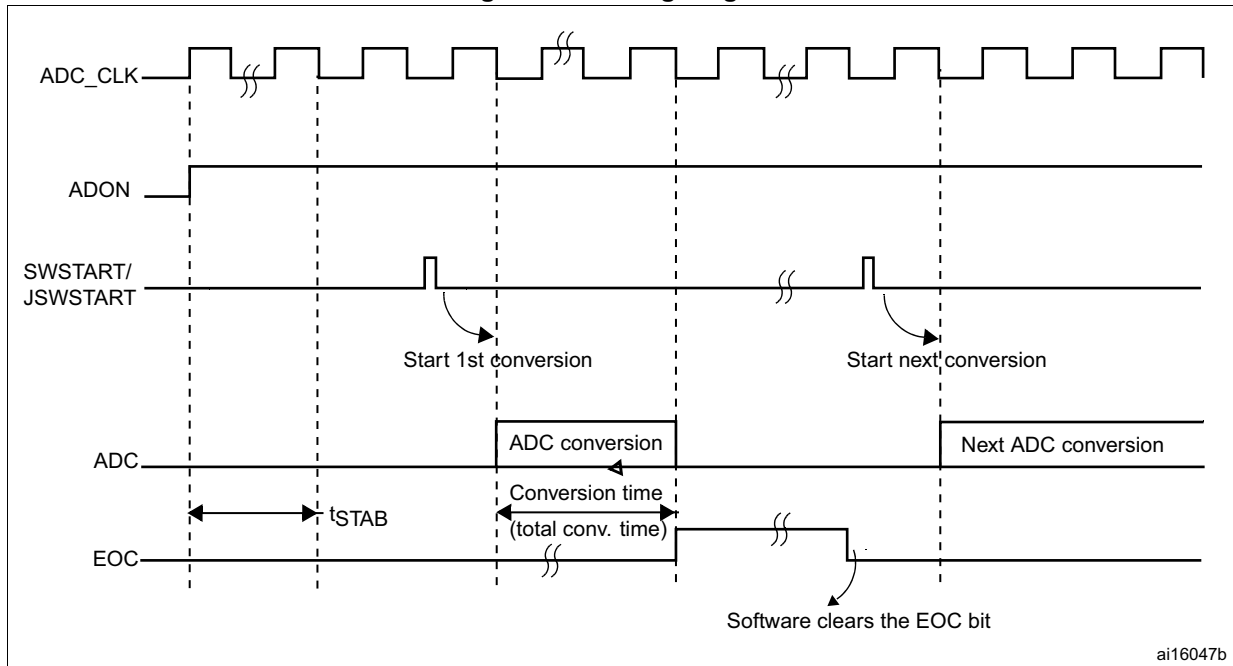 ADC_CLK
ADON
SWSTART/
JSWSTART
Start 1st conversion
Start next conversion
ADC conversion
Next ADC conversion
ADC
Conversion time
tSTAB
(total conv. time)
EOC
Software clears the EOC bit
ai16047b